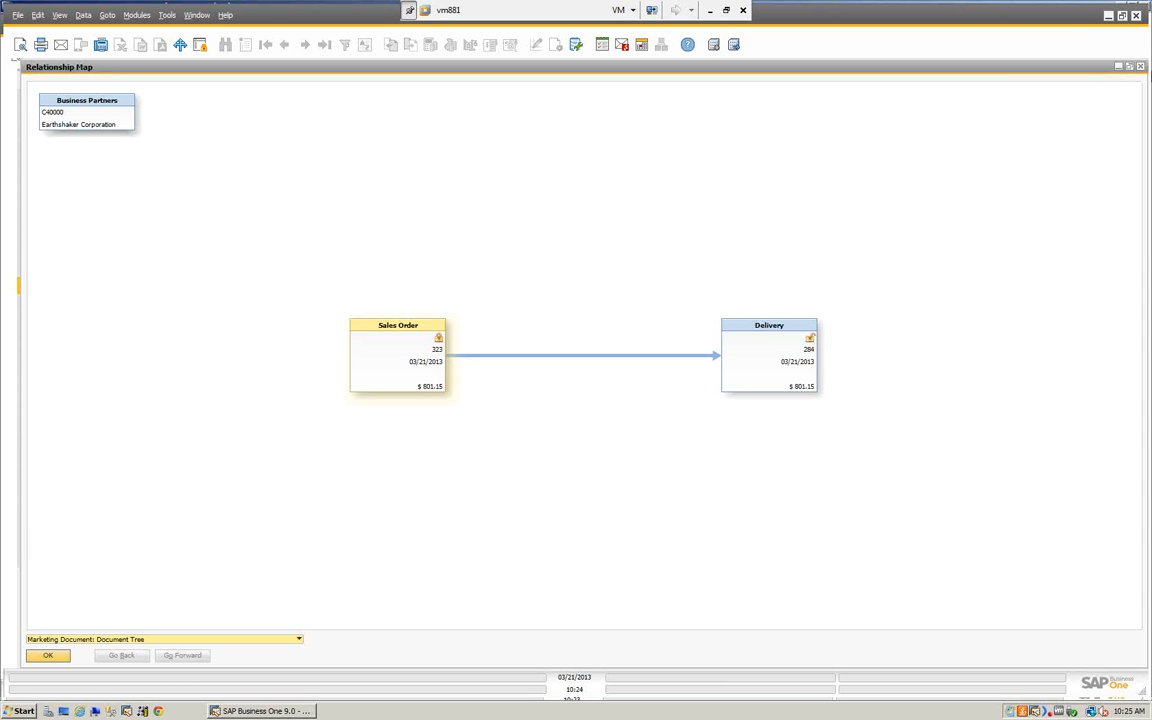 vm881
VM
File Edit View Data Goto Modules Tools Window Help
Relationship Map
Business Partners
C40000
Earthshaker Corporation
Sales Order
323
03/21/2013
$ 801.15
Delivery
284
03/21/2013
$ 801.15
Marketing Document: Document Tree
OK Go Back Go Forward
03/21/2013
10:24
SAP Business One
Start SAP Business One 9.0 - ... 10:25 AM